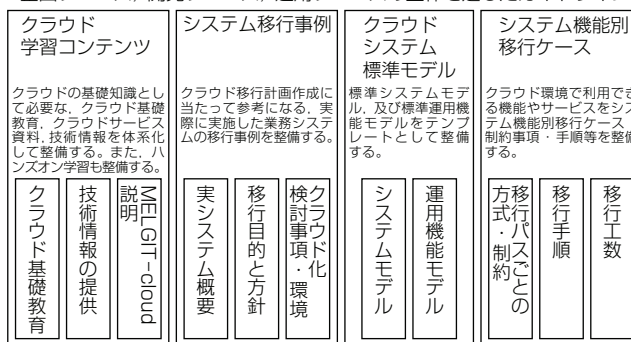 クラウド
学習コンテンツ
クラウドの基礎知識とし
て必要な，クラウド基礎
教育，クラウドサービス
資料，技術情報を体系化
して整備する。また，ハ
ンズオン学習も整備する。
クラウド基礎教育
技術情報の提供
MELGIT-cloud
説明
システム移行事例
クラウド移行計画作成に
当たって参考になる，実
際に実施した業務システ
ムの移行事例を整備する。
実システム概要
移行目的と方針
クラウド化
検討事項・環境
クラウド
システム
標準モデル
標準システムモデ
ル，及び標準運用機
能モデルをテンプ
レートとして整備
する。
システムモデル
運用機能モデル
システム機能別
移行ケース
クラウド環境で利用でき
る機能やサービスをシス
テム機能別移行ケース
制約事項・手順等を整備
する。
移行パスごとの
方式・制約
移行手順
移行工数